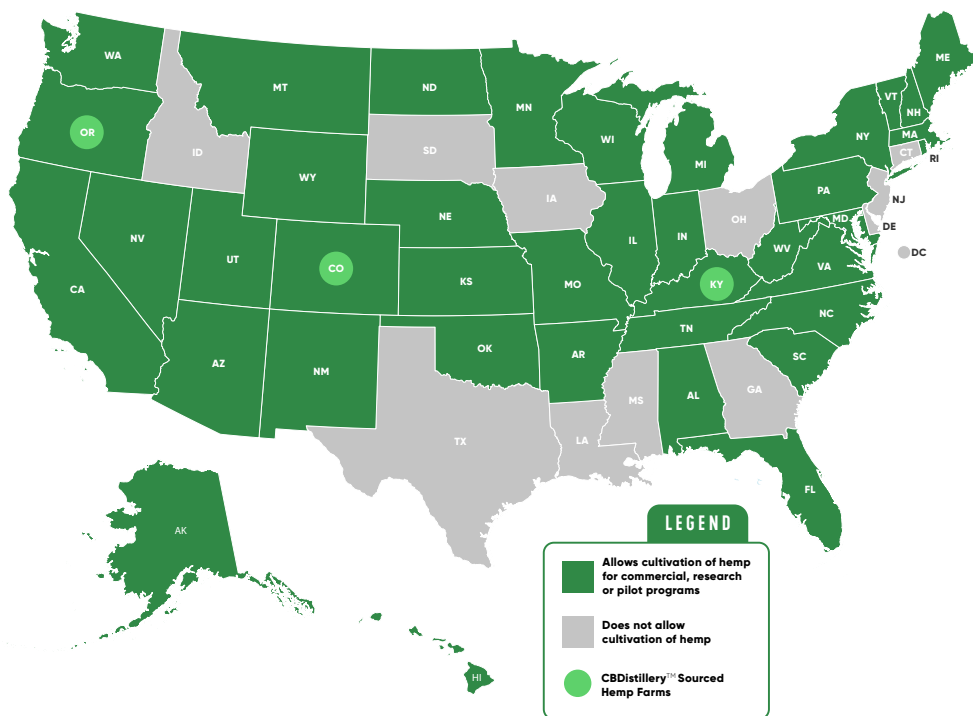 WA
MT
ND
MN
ME
VT
NH
OR
ID
SD
WI
NY
MA
CT
RI
WY
MI
PA
NJ
NE
IA
OH
MD
DE
NV
UT
CO
IL
IN
WV
DC
KS
MO
KY
VA
CA
NC
TN
OK
AR
SC
AZ
NM
MS
AL
GA
TX
LA
FL
AK
HI
LEGEND
Allows cultivation of hemp
for commercial, research
or pilot programs
Does not allow
cultivation of hemp
CBDistillery™ Sourced
Hemp Farms